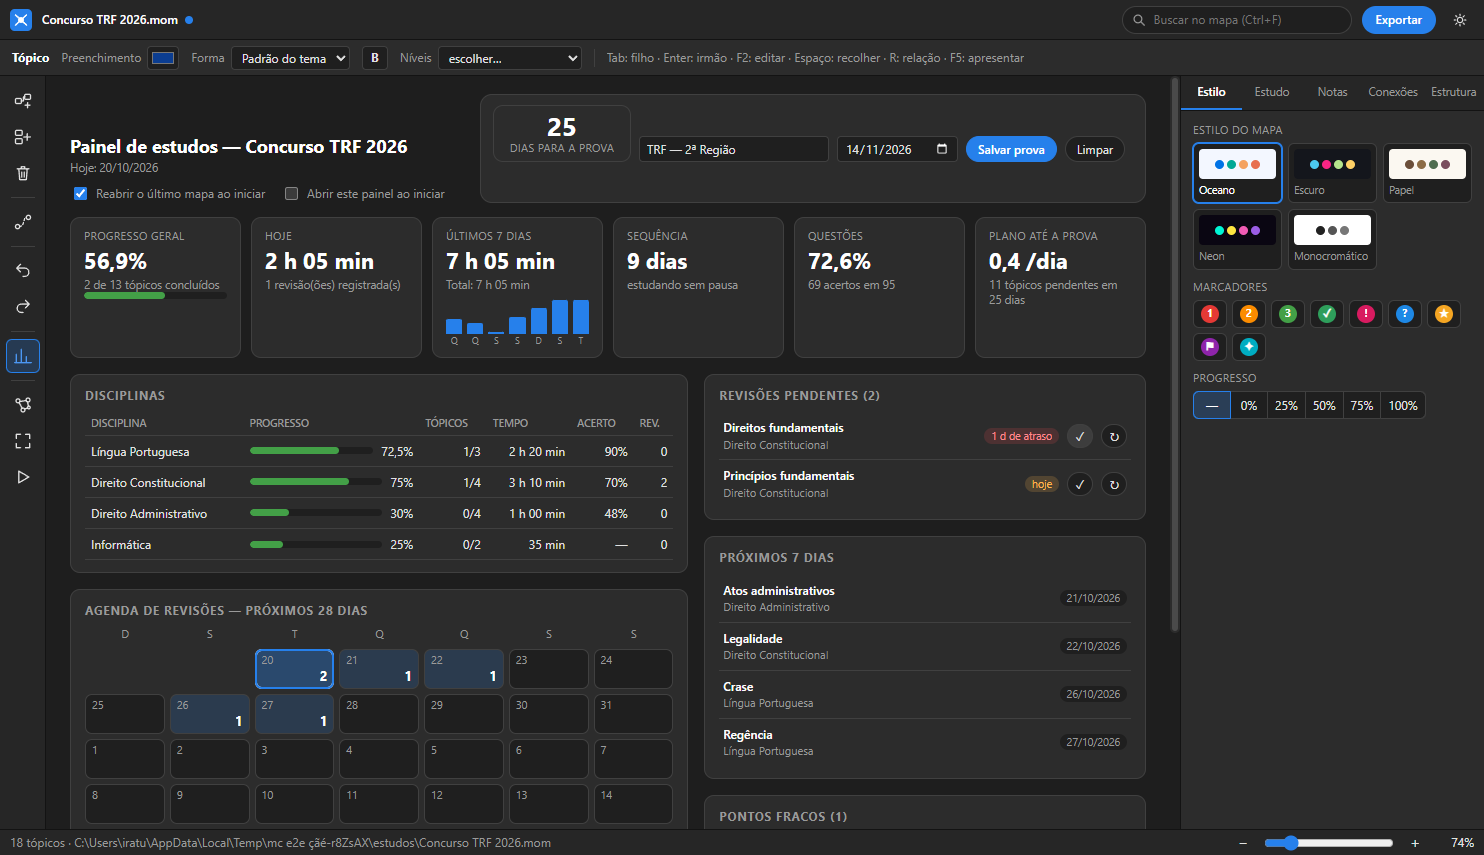 Concurso TRF 2026.mom
Buscar no mapa (Ctrl+F)
Exportar
Tópico
Preenchimento
Forma
Padrão do tema
B
Níveis
escolher...
Tab: filho · Enter: irmão · F2: editar · Espaço: recolher · R: relação · F5: apresentar
Painel de estudos — Concurso TRF 2026
Hoje: 20/10/2026
Reabrir o último mapa ao iniciar
Abrir este painel ao iniciar
25
DIAS PARA A PROVA
TRF — 2ª Região
14/11/2026
Salvar prova
Limpar
PROGRESSO GERAL
56,9%
2 de 13 tópicos concluídos
HOJE
2 h 05 min
1 revisão(ões) registrada(s)
ÚLTIMOS 7 DIAS
7 h 05 min
Total: 7 h 05 min
Q Q S S D S T
SEQUÊNCIA
9 dias
estudando sem pausa
QUESTÕES
72,6%
69 acertos em 95
PLANO ATÉ A PROVA
0,4 /dia
11 tópicos pendentes em
25 dias
DISCIPLINAS
DISCIPLINA PROGRESSO TÓPICOS TEMPO ACERTO REV.
Língua Portuguesa 72,5% 1/3 2 h 20 min 90% 0
Direito Constitucional 75% 1/4 3 h 10 min 70% 2
Direito Administrativo 30% 0/4 1 h 00 min 48% 0
Informática 25% 0/2 35 min — 0
AGENDA DE REVISÕES — PRÓXIMOS 28 DIAS
D S T Q Q S S
20 2 21 1 22 1 23 24
25 26 1 27 1 28 29 30 31
1 2 3 4 5 6 7
8 9 10 11 12 13 14
REVISÕES PENDENTES (2)
Direitos fundamentais
Direito Constitucional
1 d de atraso
Princípios fundamentais
Direito Constitucional
hoje
PRÓXIMOS 7 DIAS
Atos administrativos
Direito Administrativo
21/10/2026
Legalidade
Direito Constitucional
22/10/2026
Crase
Língua Portuguesa
26/10/2026
Regência
Língua Portuguesa
27/10/2026
PONTOS FRACOS (1)
Estilo Estudo Notas Conexões Estrutura
ESTILO DO MAPA
Oceano
Escuro
Papel
Neon
Monocromático
MARCADORES
1 2 3 ✓ ! ? ★
PROGRESSO
— 0% 25% 50% 75% 100%
18 tópicos · C:\Users\iratu\AppData\Local\Temp\mc e2e çãé-r8ZsAX\estudos\Concurso TRF 2026.mom
− + 74%